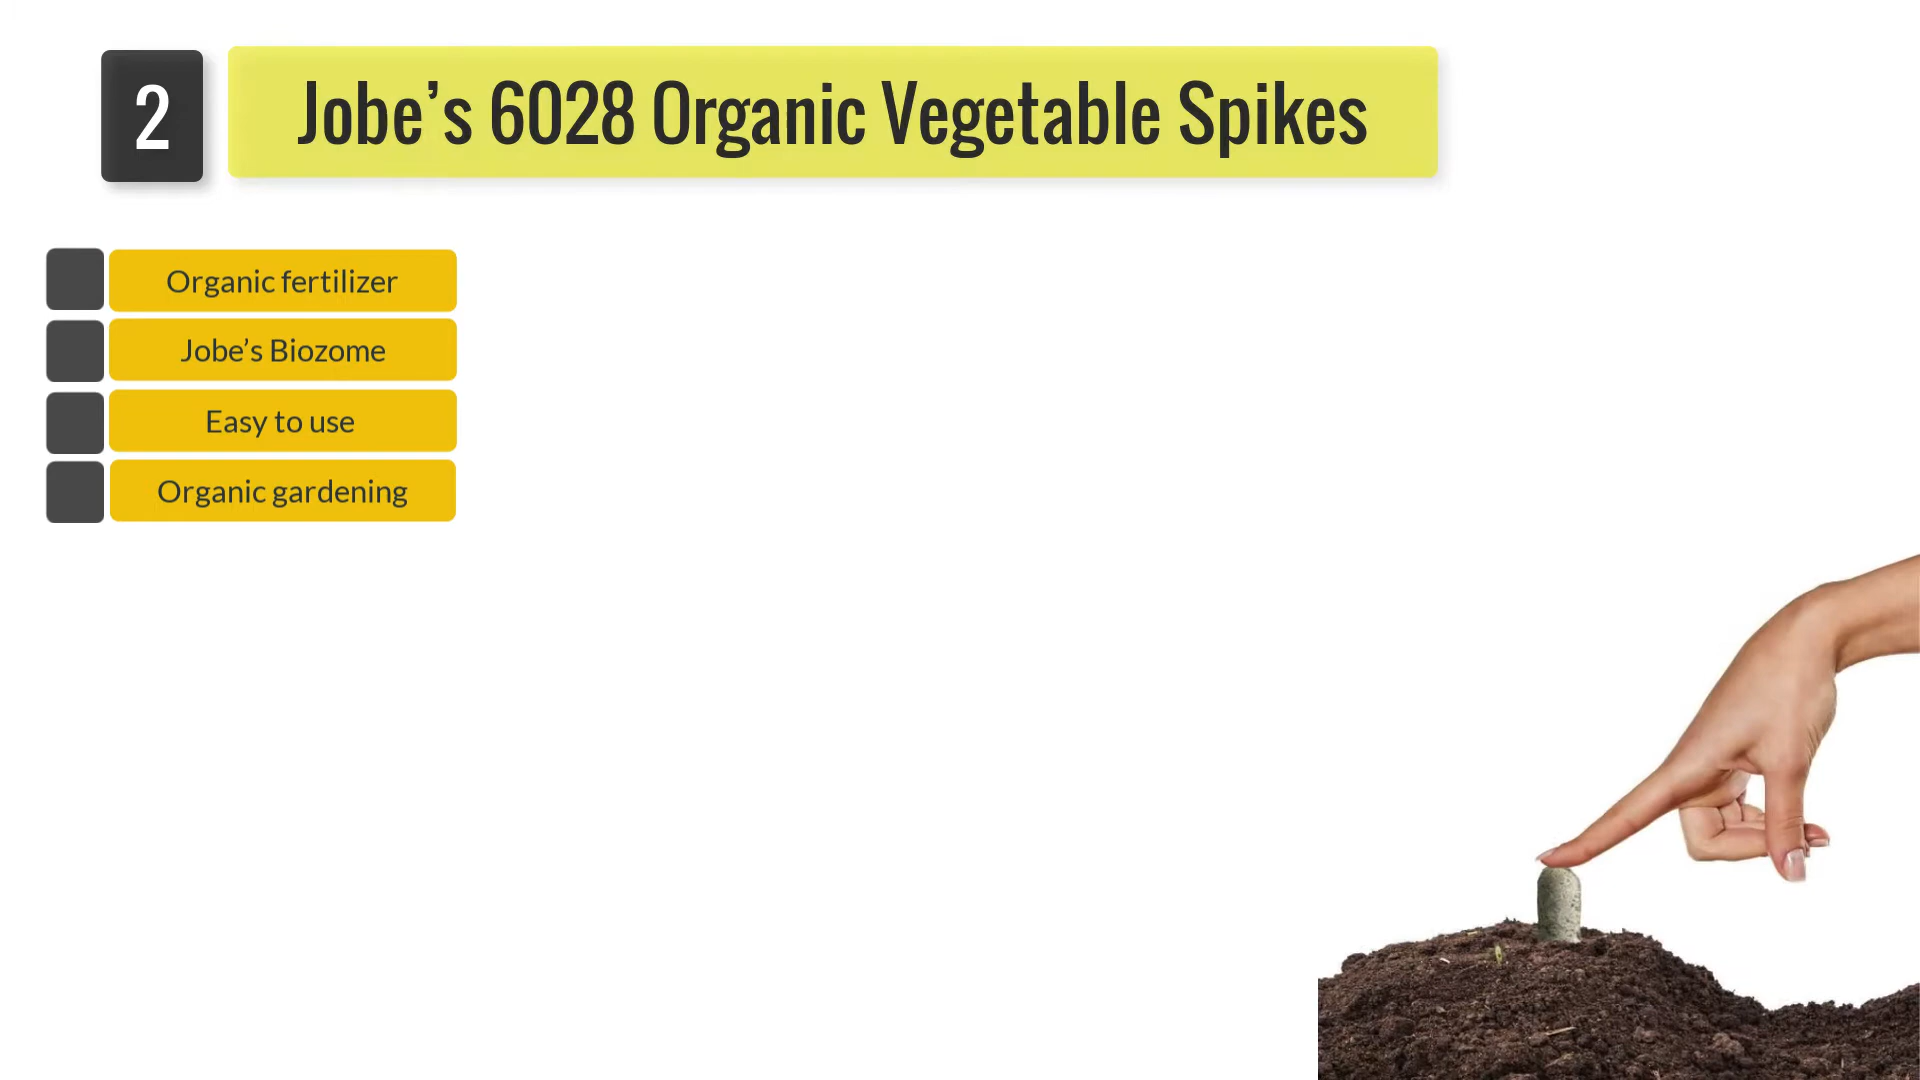 2
Jobe’s 6028 Organic Vegetable Spikes
Organic fertilizer
Jobe’s Biozome
Easy to use
Organic gardening